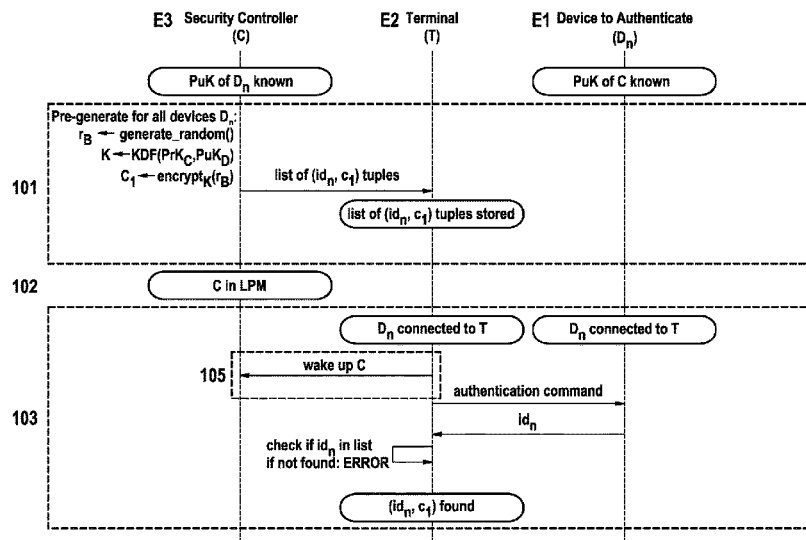 E3 Security Controller
(C)
E2 Terminal
(T)
E1 Device to Authenticate
(Dn)
PuK of Dn known
PuK of C known
Pre-generate for all devices Dn:
rB ← generate_random()
K ← KDF(PrKC,PuKD)
C1 ← encryptK(rB)
list of (idn, c1) tuples
101
list of (idn, c1) tuples stored
102
C in LPM
Dn connected to T
Dn connected to T
105
wake up C
authentication command
103
idn
check if idn in list
if not found: ERROR
(idn, c1) found